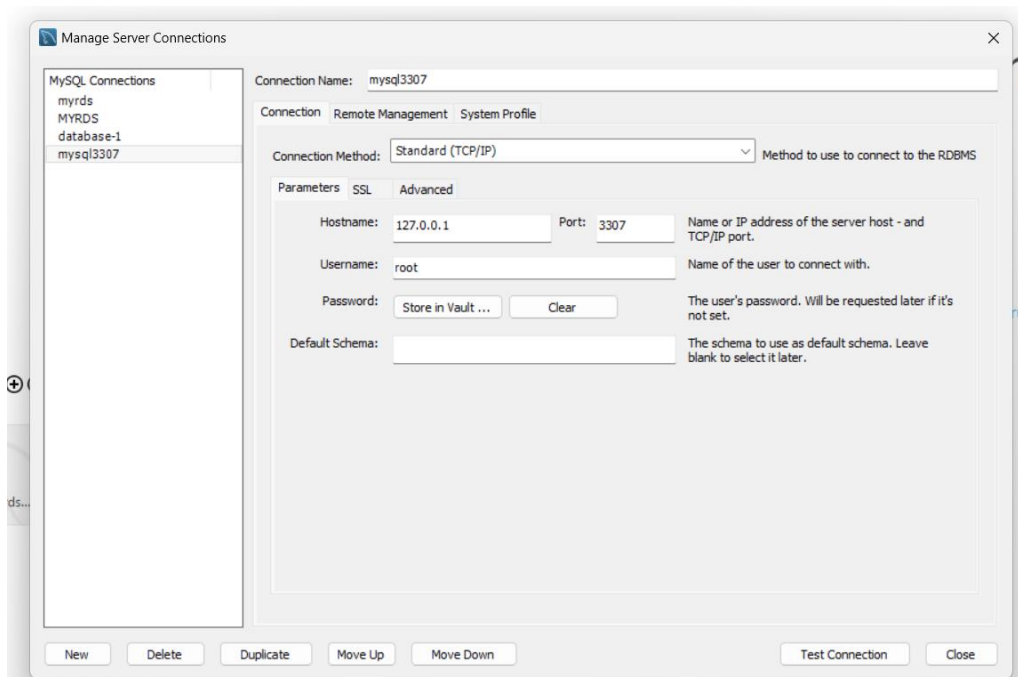 Manage Server Connections
MySQL Connections
myrds
MYRDS
database-1
mysql3307
Connection Name: mysql3307
Connection Remote Management System Profile
Connection Method: Standard (TCP/IP) Method to use to connect to the RDBMS
Parameters SSL Advanced
Hostname: 127.0.0.1 Port: 3307 Name or IP address of the server host - and
TCP/IP port.
Username: root Name of the user to connect with.
Password: Store in Vault ... Clear The user's password. Will be requested later if it's
not set.
Default Schema: The schema to use as default schema. Leave
blank to select it later.
New Delete Duplicate Move Up Move Down Test Connection Close